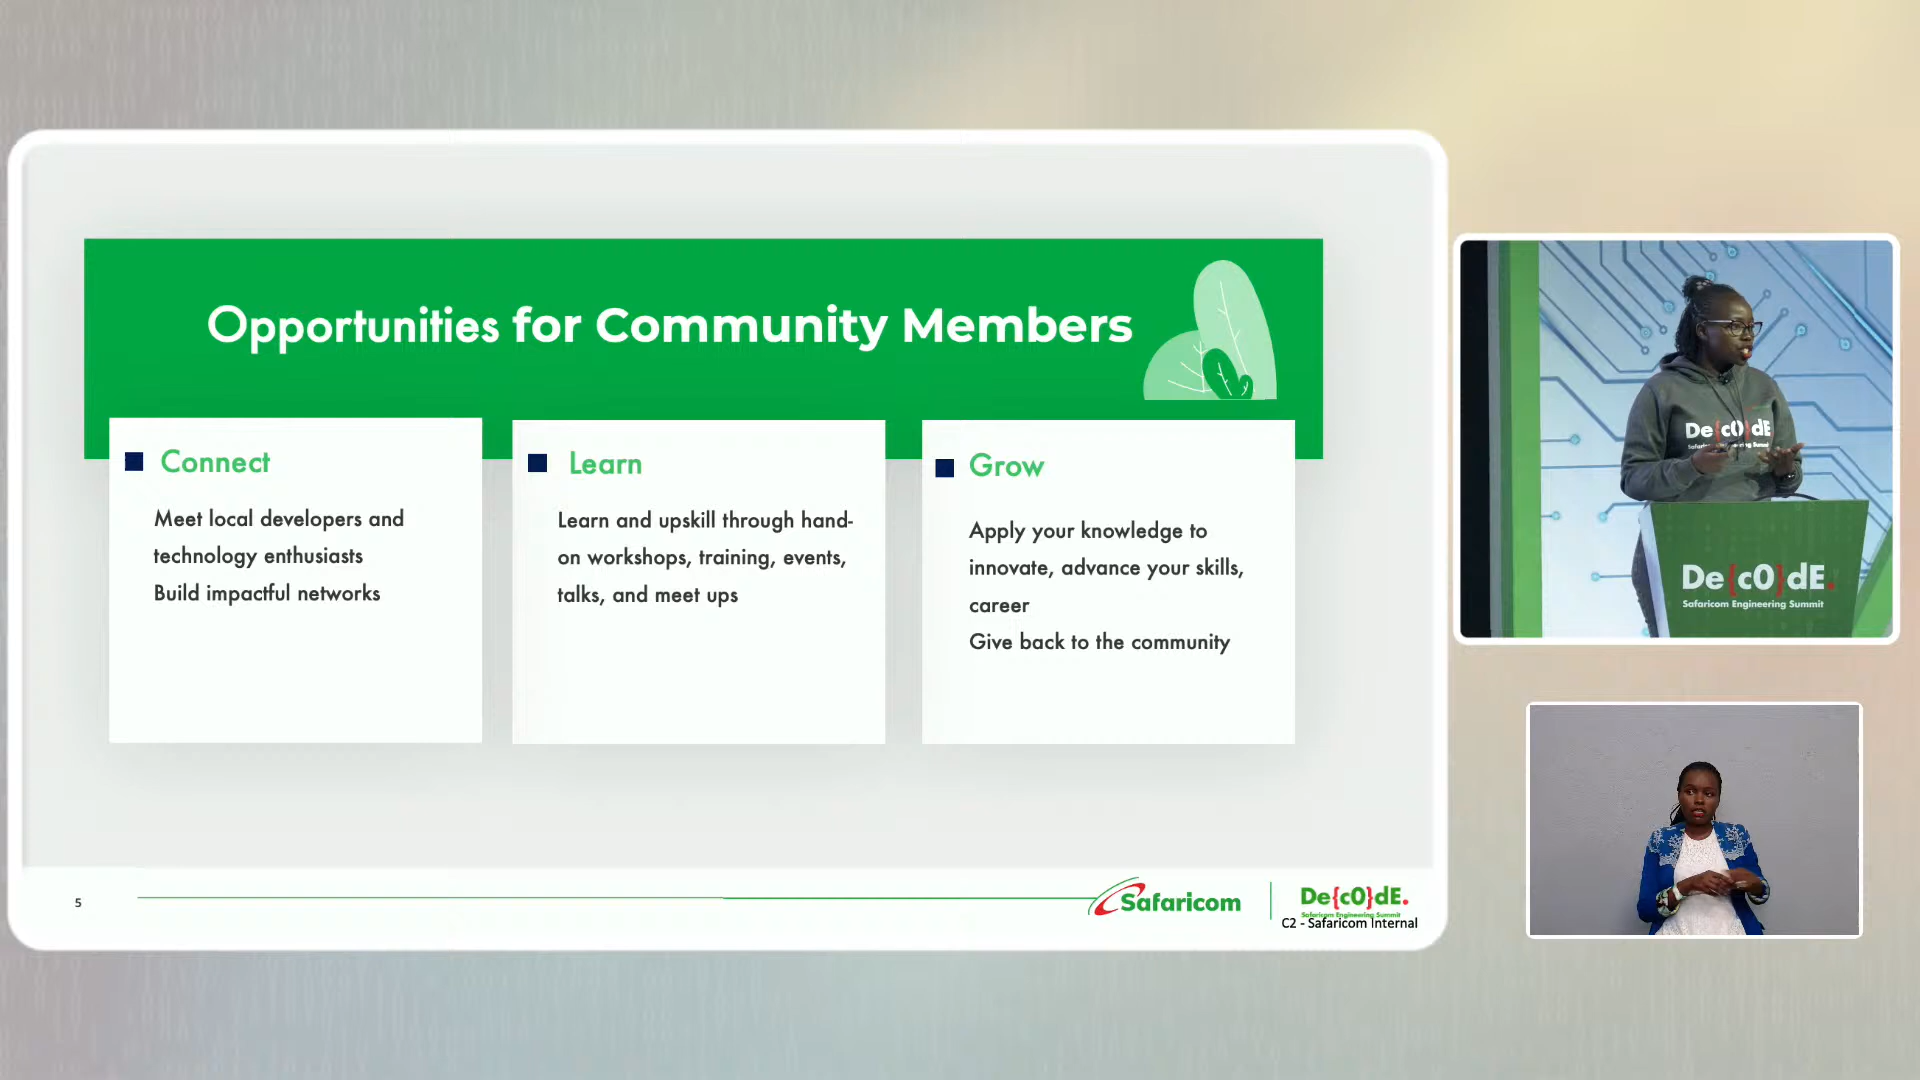 Opportunities for Community Members
Connect
Meet local developers and
technology enthusiasts
Build impactful networks
Learn
Learn and upskill through hand-
on workshops, training, events,
talks, and meet ups
Grow
Apply your knowledge to
innovate, advance your skills,
career
Give back to the community
5
Safaricom
De{c0}dE.
Safaricom Engineering Summit
C2 - Safaricom Internal
De{c0}dE
De{c0}dE.
Safaricom Engineering Summit